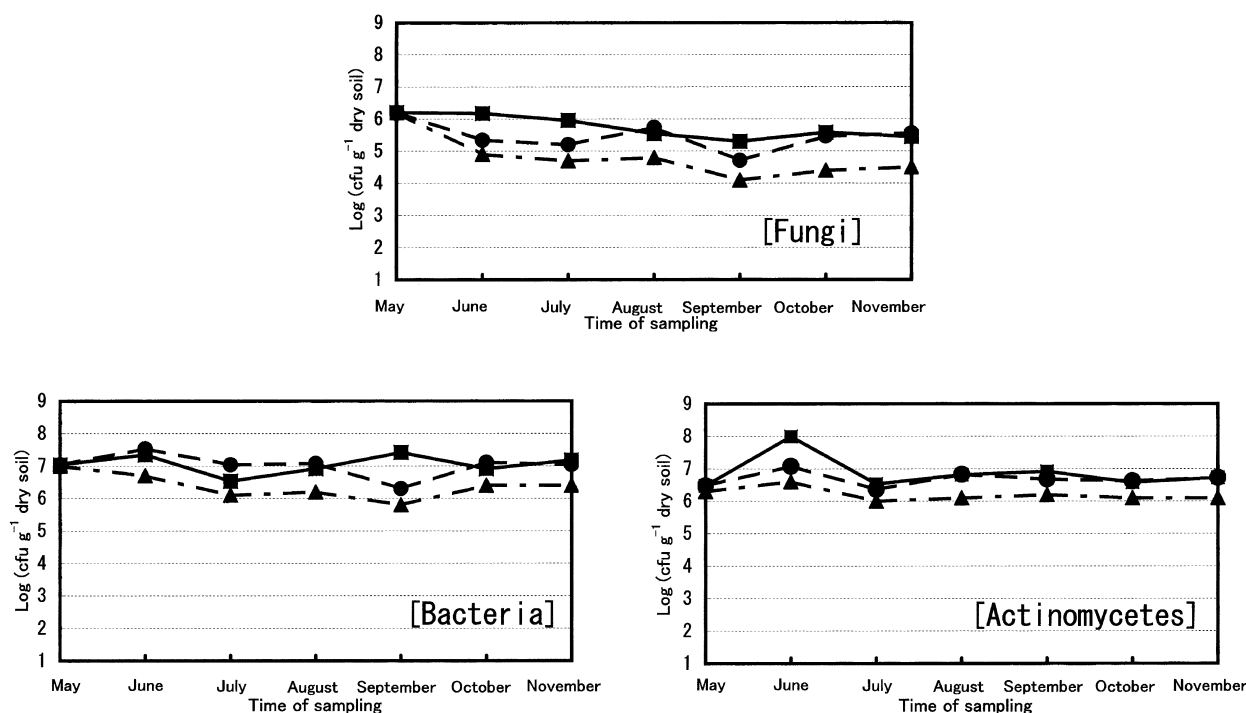 9
8
7
6
5
4
3
2
1
Log (cfu g⁻¹ dry soil)
[Fungi]
May June July August September October November
Time of sampling
9
8
7
6
5
4
3
2
1
Log (cfu g⁻¹ dry soil)
[Bacteria]
May June July August September October November
Time of sampling
9
8
7
6
5
4
3
2
1
Log (cfu g⁻¹ dry soil)
[Actinomycetes]
May June July August September October November
Time of sampling